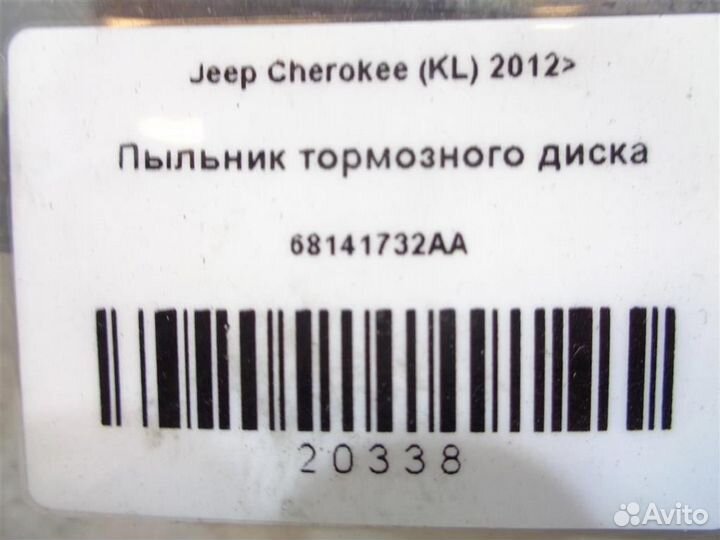 Jeep Cherokee (KL) 2012>
Пыльник тормозного диска
68141732AA
20338
Avito